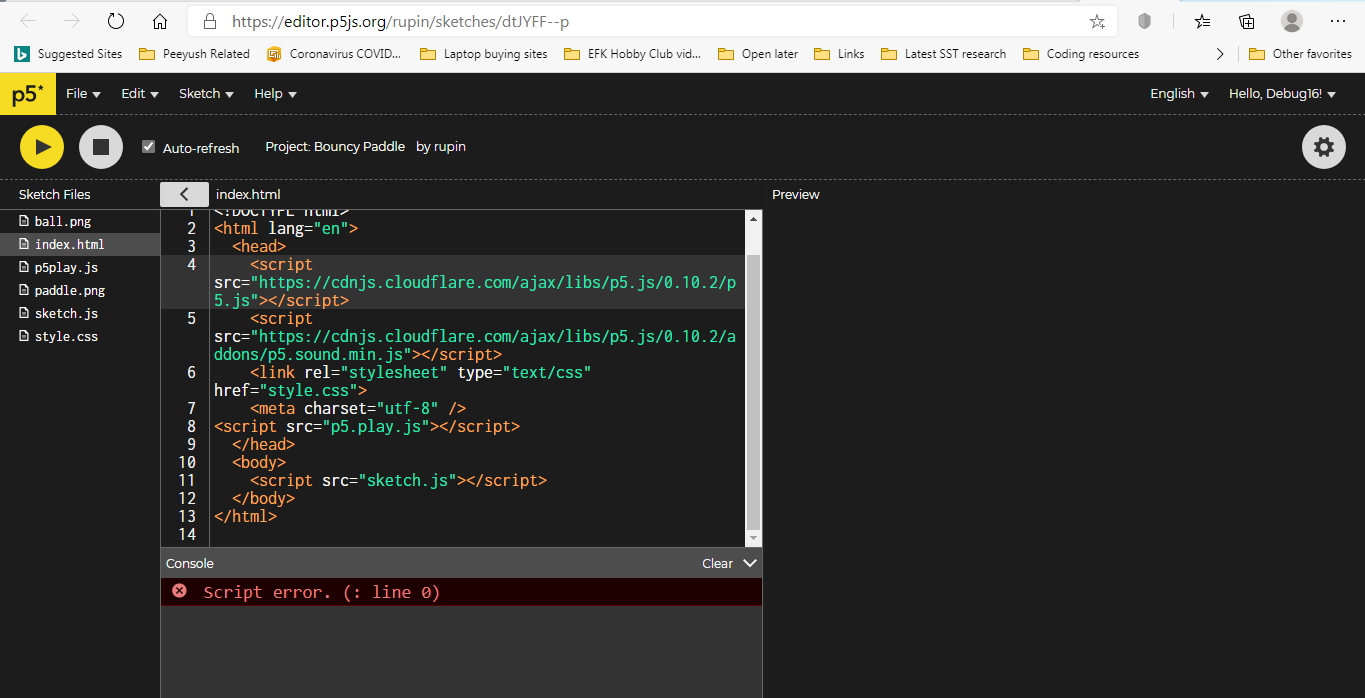 https://editor.p5js.org/rupin/sketches/dtJYFF--p
Suggested Sites Peeyush Related Coronavirus COVID... Laptop buying sites EFK Hobby Club vid... Open later Links Latest SST research Coding resources Other favorites
p5* File Edit Sketch Help English Hello, Debug16!
Auto-refresh Project: Bouncy Paddle by rupin
Sketch Files index.html Preview
ball.png
index.html
p5play.js
paddle.png
sketch.js
style.css
1 <!DOCTYPE html>
2 <html lang="en">
3 <head>
4 <script
src="https://cdnjs.cloudflare.com/ajax/libs/p5.js/0.10.2/p
5.js"></script>
5 <script
src="https://cdnjs.cloudflare.com/ajax/libs/p5.js/0.10.2/a
ddons/p5.sound.min.js"></script>
6 <link rel="stylesheet" type="text/css"
href="style.css">
7 <meta charset="utf-8" />
8 <script src="p5.play.js"></script>
9 </head>
10 <body>
11 <script src="sketch.js"></script>
12 </body>
13 </html>
14
Console Clear
Script error. (: line 0)